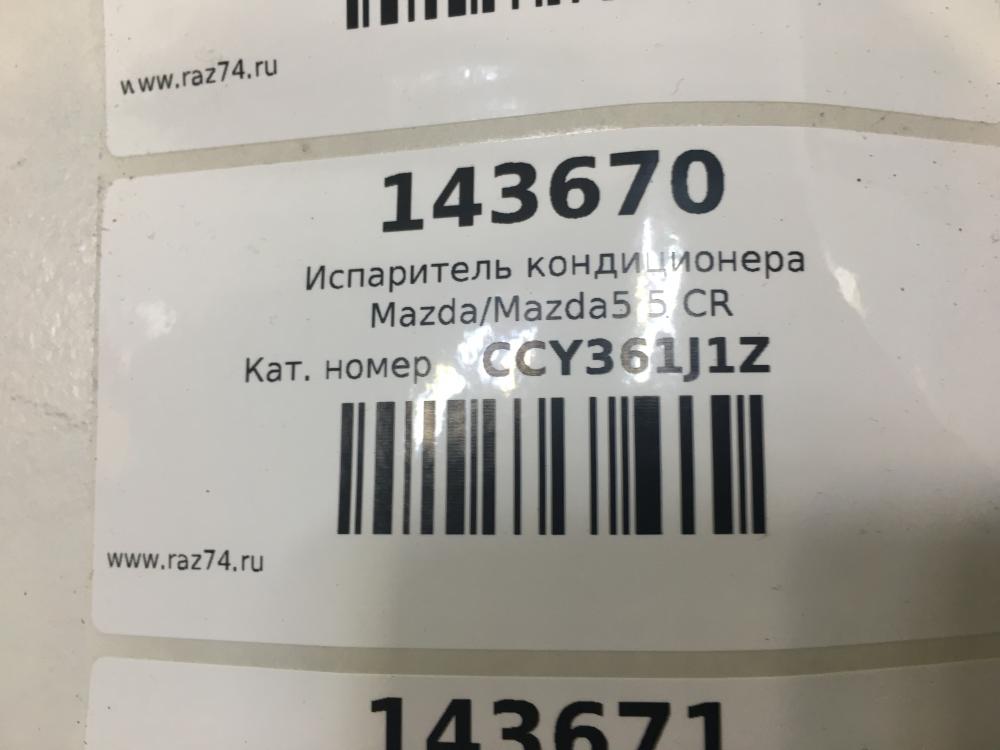 www.raz74.ru
143670
Испаритель кондиционера
Mazda/Mazda5 5 CR
Кат. номер CCY361J1Z
www.raz74.ru
143671